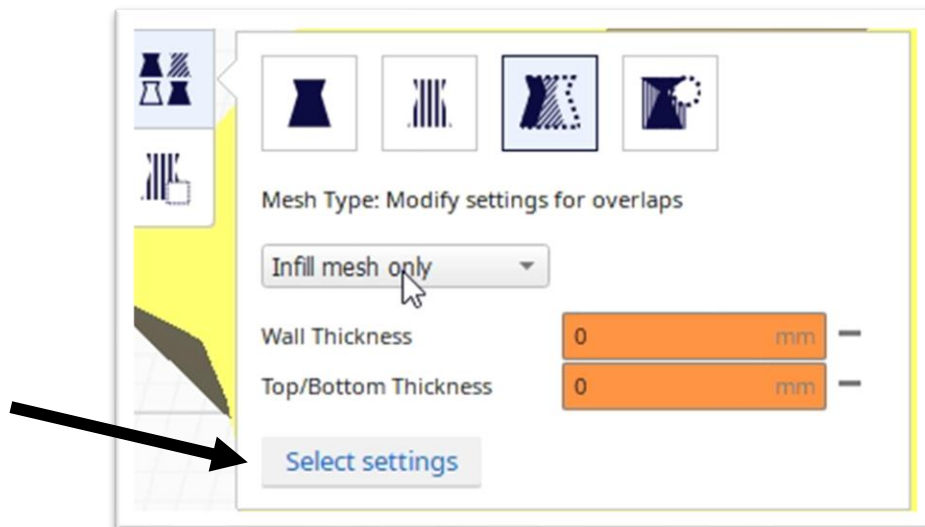 Mesh Type: Modify settings for overlaps
Infill mesh only
Wall Thickness 0 mm
Top/Bottom Thickness 0 mm
Select settings